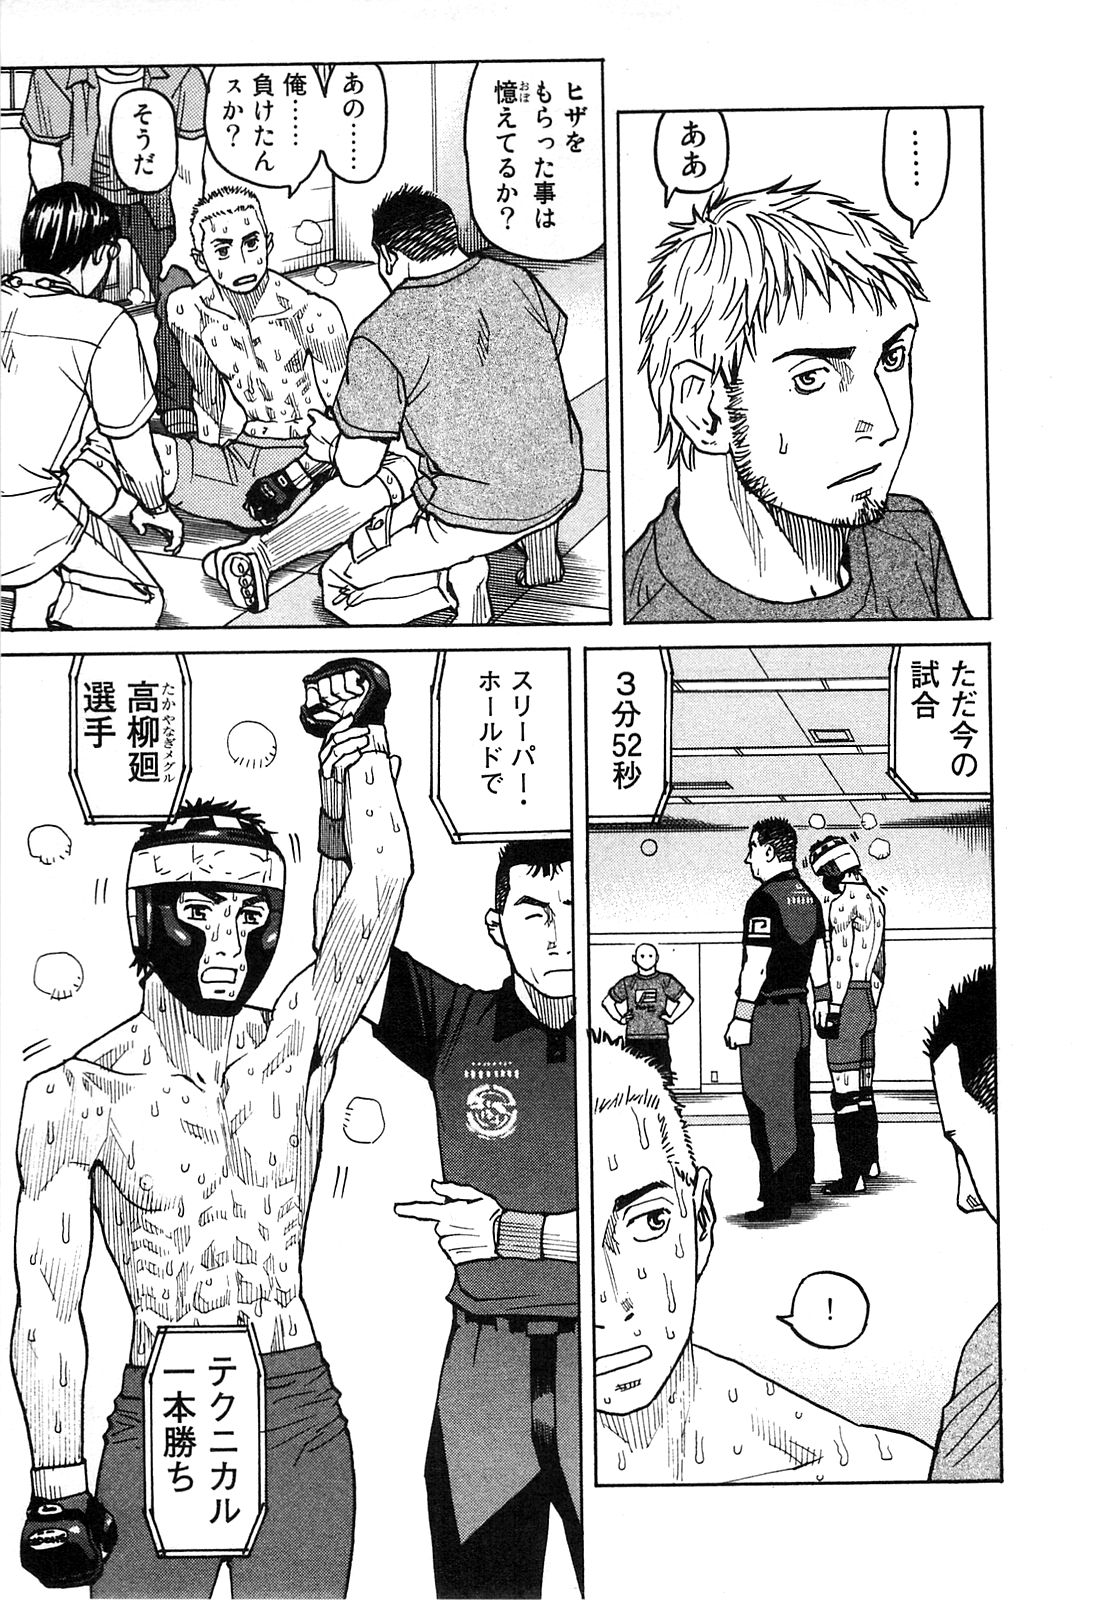 ……
ああ
ヒザを
もらった事は
憶えてるか？
おぼ
あの……
俺……
負けたん
スか？
そうだ
ただ今の
試合
3分52秒
！
スリーパー・
ホールドで
高柳廻
たかやなぎメグル
選手
テクニカル
一本勝ち